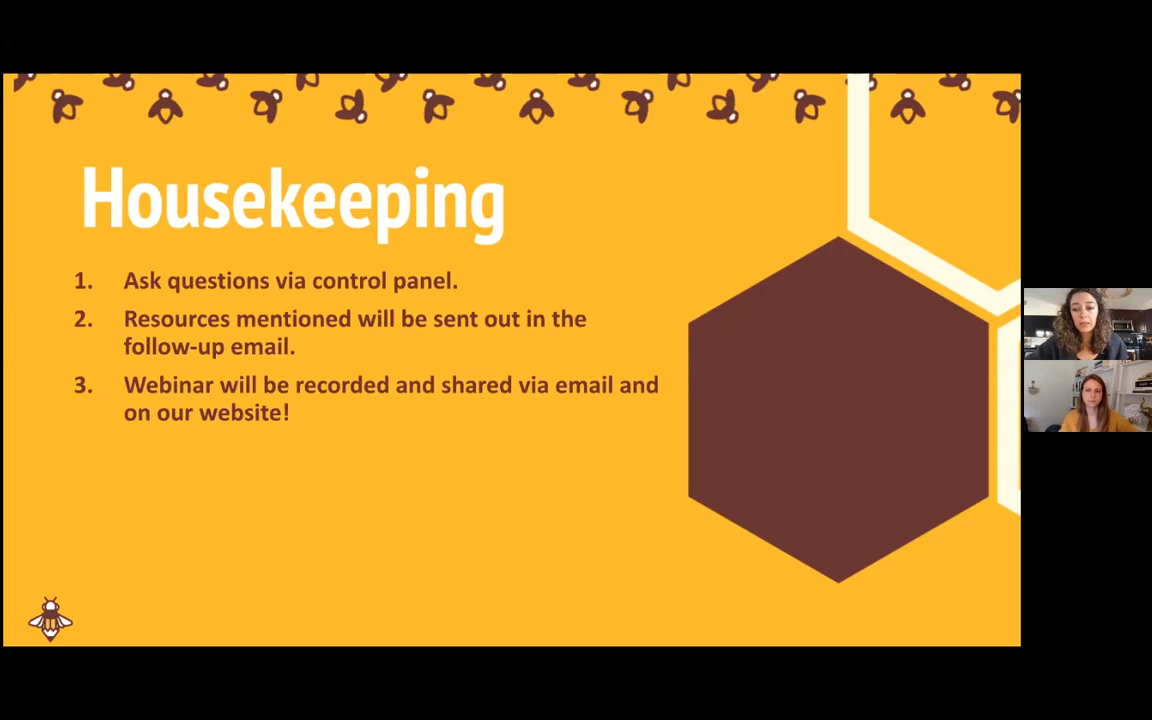 Housekeeping
1. Ask questions via control panel.
2. Resources mentioned will be sent out in the
follow-up email.
3. Webinar will be recorded and shared via email and
on our website!